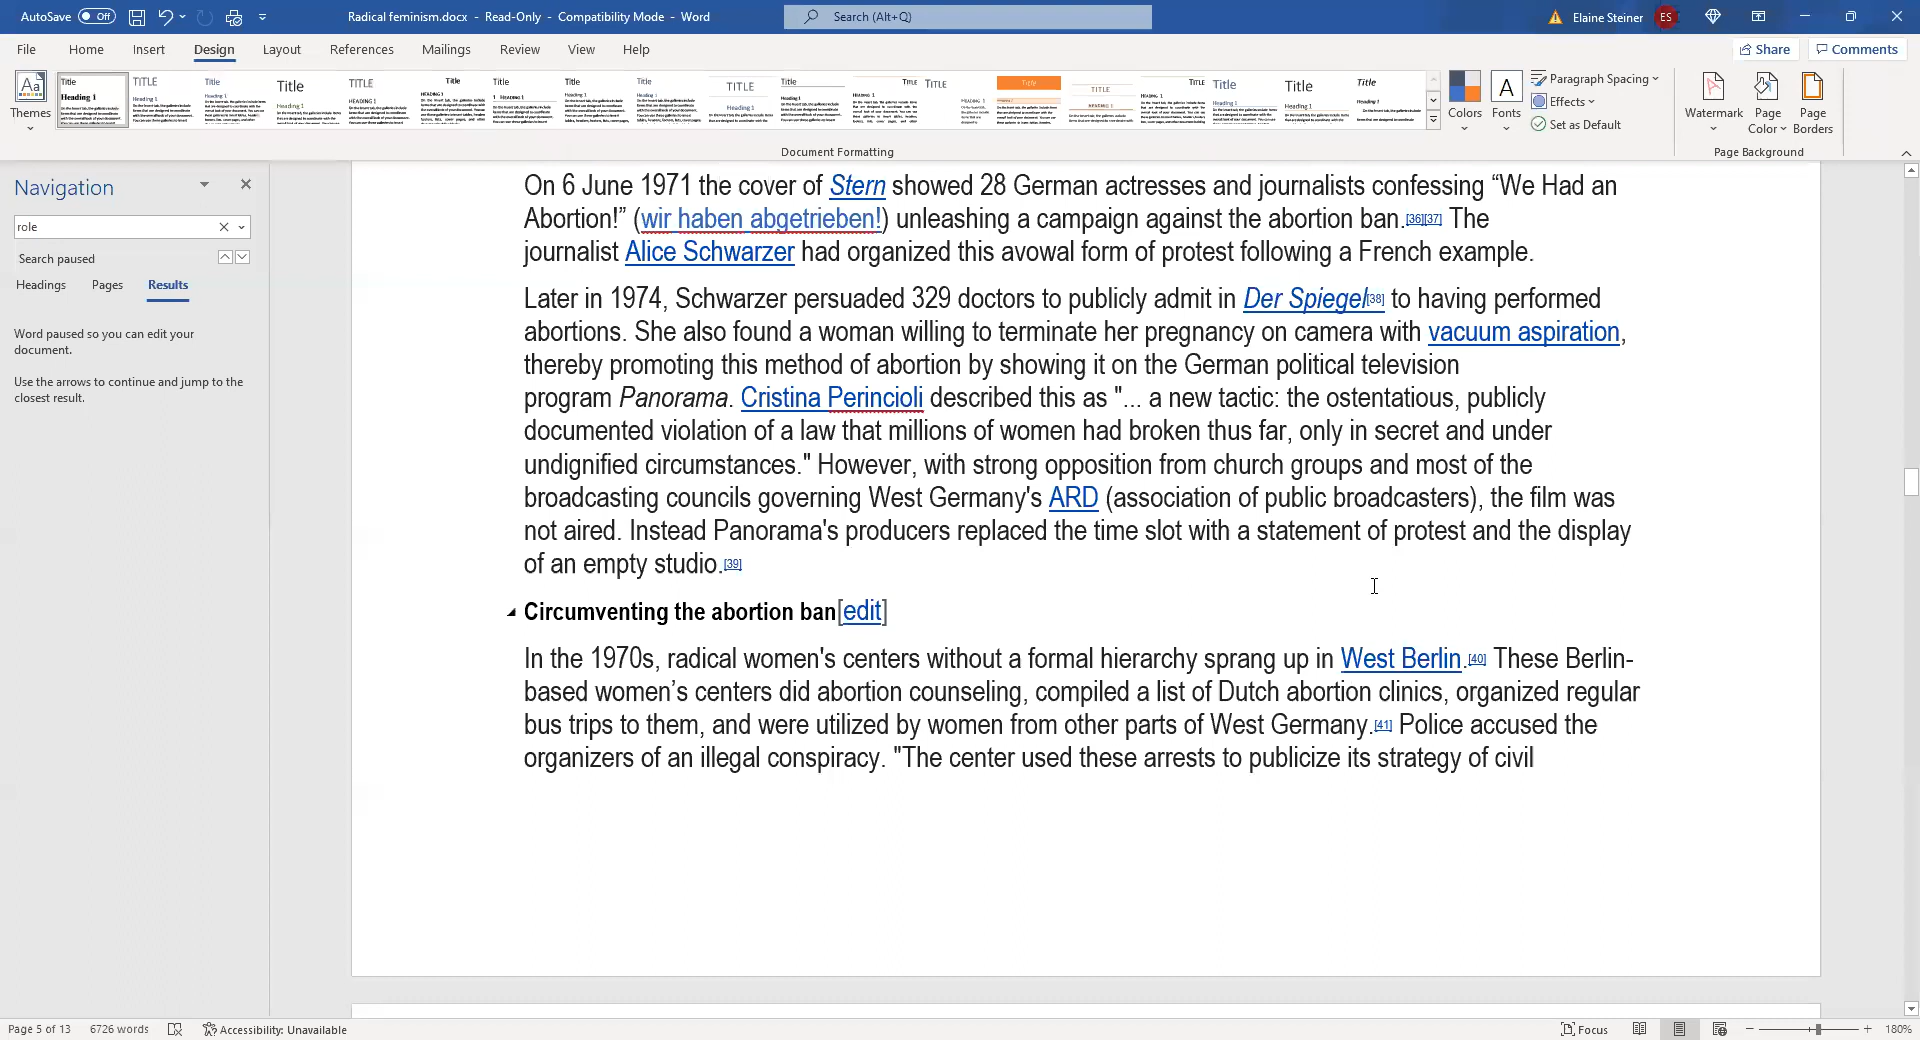 AutoSave Off Radical feminism.docx - Read-Only - Compatibility Mode - Word Search (Alt+Q) Elaine Steiner ES
File Home Insert Design Layout References Mailings Review View Help Share Comments
Themes Colors Fonts Paragraph Spacing Effects Set as Default Watermark Page Color Page Borders
Document Formatting Page Background
Navigation
role
Search paused
Headings Pages Results
Word paused so you can edit your
document.
Use the arrows to continue and jump to the
closest result.
On 6 June 1971 the cover of Stern showed 28 German actresses and journalists confessing “We Had an
Abortion!” (wir haben abgetrieben!) unleashing a campaign against the abortion ban.[36][37] The
journalist Alice Schwarzer had organized this avowal form of protest following a French example.
Later in 1974, Schwarzer persuaded 329 doctors to publicly admit in Der Spiegel[38] to having performed
abortions. She also found a woman willing to terminate her pregnancy on camera with vacuum aspiration,
thereby promoting this method of abortion by showing it on the German political television
program Panorama. Cristina Perincioli described this as "... a new tactic: the ostentatious, publicly
documented violation of a law that millions of women had broken thus far, only in secret and under
undignified circumstances." However, with strong opposition from church groups and most of the
broadcasting councils governing West Germany's ARD (association of public broadcasters), the film was
not aired. Instead Panorama's producers replaced the time slot with a statement of protest and the display
of an empty studio.[39]
Circumventing the abortion ban[edit]
In the 1970s, radical women's centers without a formal hierarchy sprang up in West Berlin.[40] These Berlin-
based women’s centers did abortion counseling, compiled a list of Dutch abortion clinics, organized regular
bus trips to them, and were utilized by women from other parts of West Germany.[41] Police accused the
organizers of an illegal conspiracy. "The center used these arrests to publicize its strategy of civil
Page 5 of 13 6726 words Accessibility: Unavailable Focus 180%